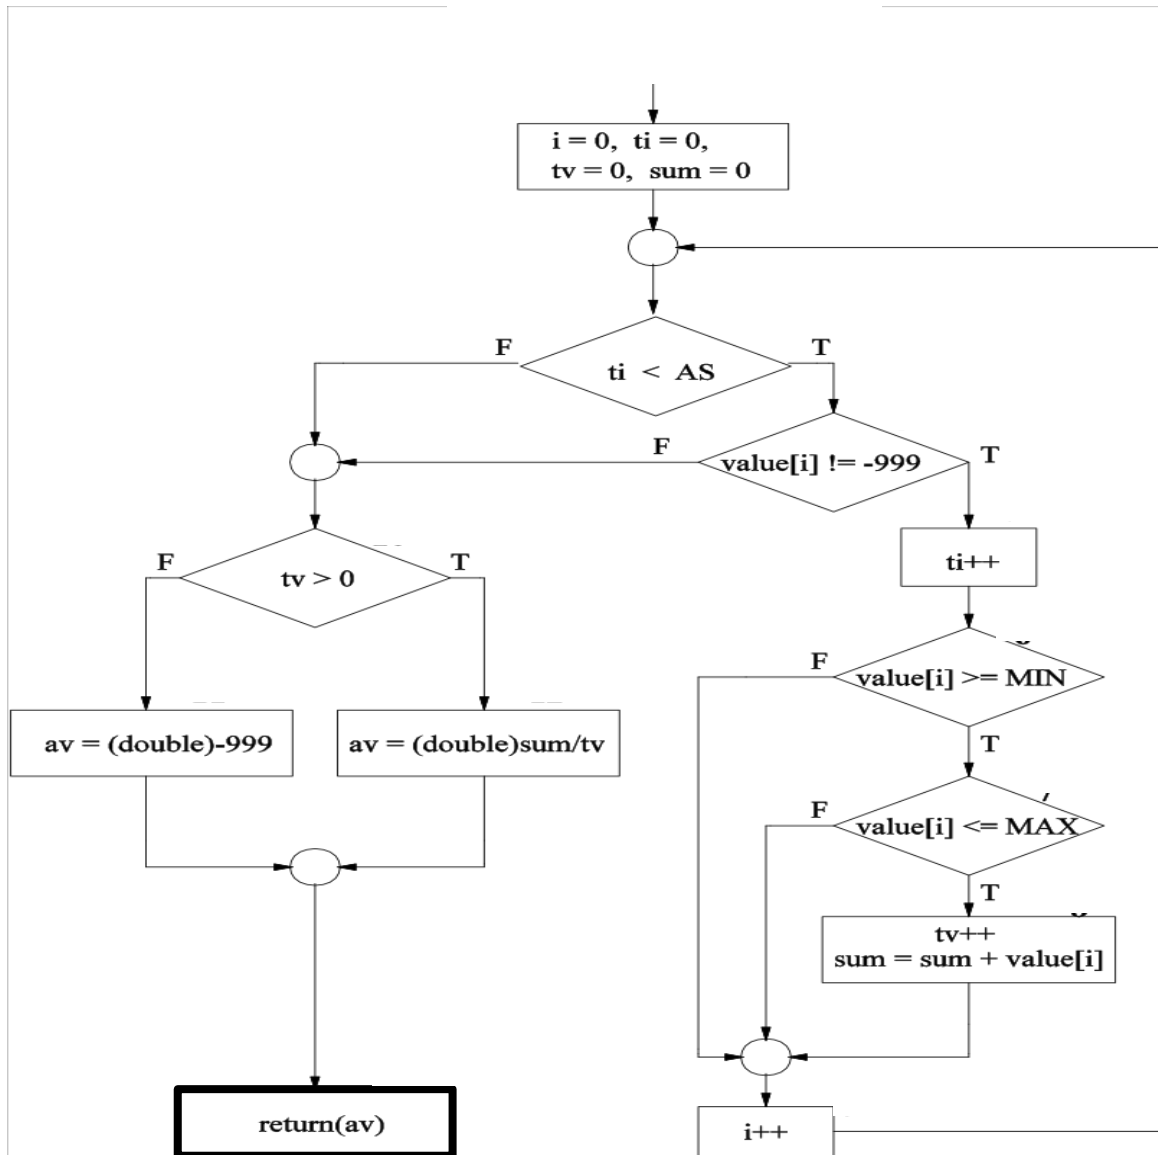 i = 0, ti = 0,
tv = 0, sum = 0
F
T
ti < AS
F
value[i] != -999
T
F
tv > 0
T
ti++
F
value[i] >= MIN
T
av = (double)-999
av = (double)sum/tv
F
value[i] <= MAX
T
tv++
sum = sum + value[i]
return(av)
i++